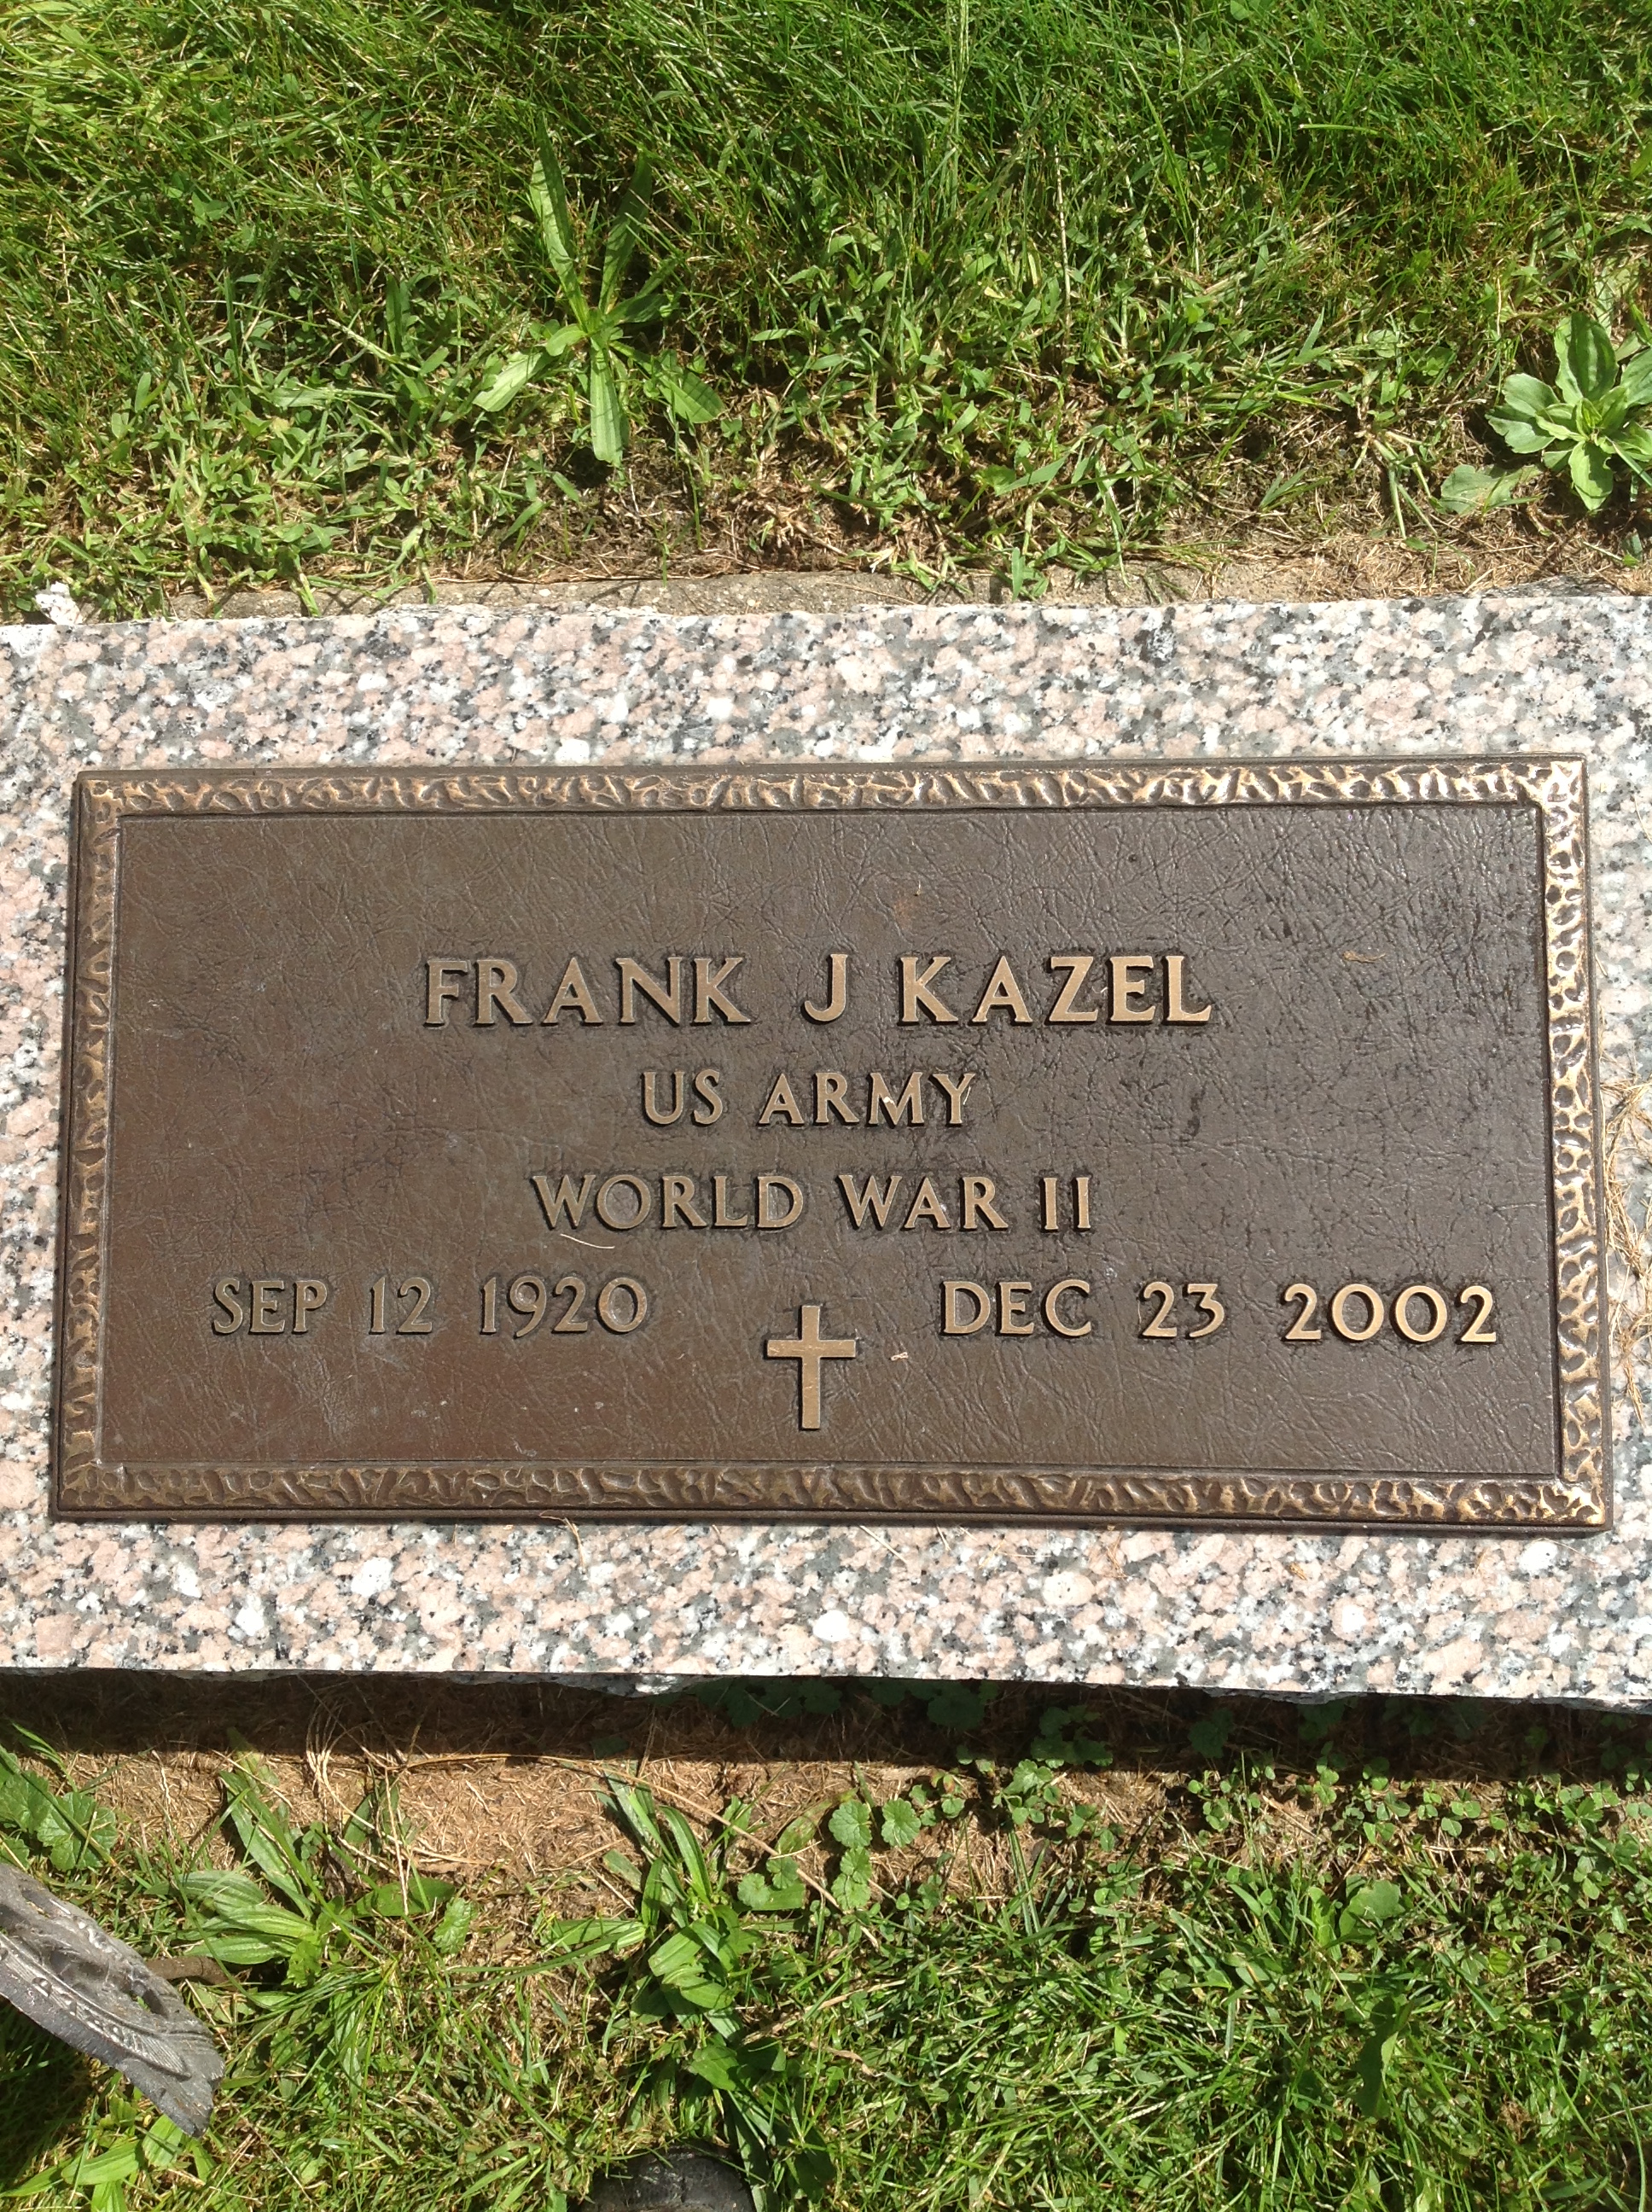 FRANK J KAZEL
US ARMY
WORLD WAR II
SEP 12 1920 DEC 23 2002